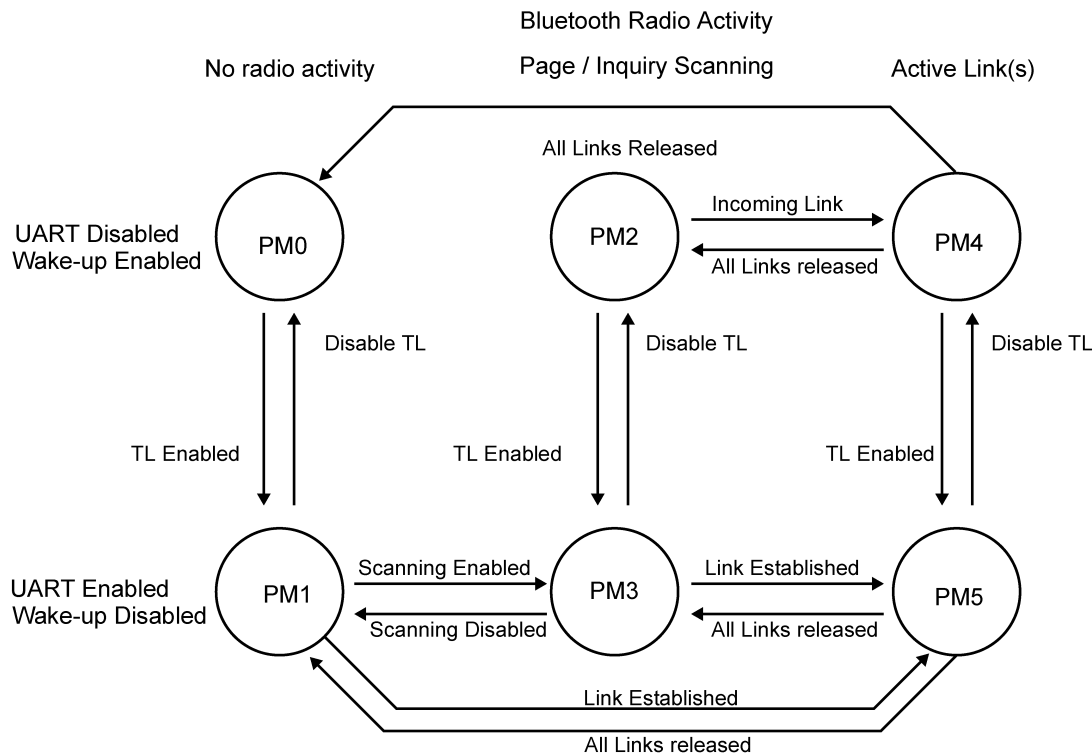 Bluetooth Radio Activity
No radio activity
Page / Inquiry Scanning
Active Link(s)
All Links Released
UART Disabled
Wake-up Enabled
PM0
PM2
Incoming Link
All Links released
PM4
Disable TL
Disable TL
Disable TL
TL Enabled
TL Enabled
TL Enabled
UART Enabled
Wake-up Disabled
PM1
Scanning Enabled
Scanning Disabled
PM3
Link Established
All Links released
PM5
Link Established
All Links released